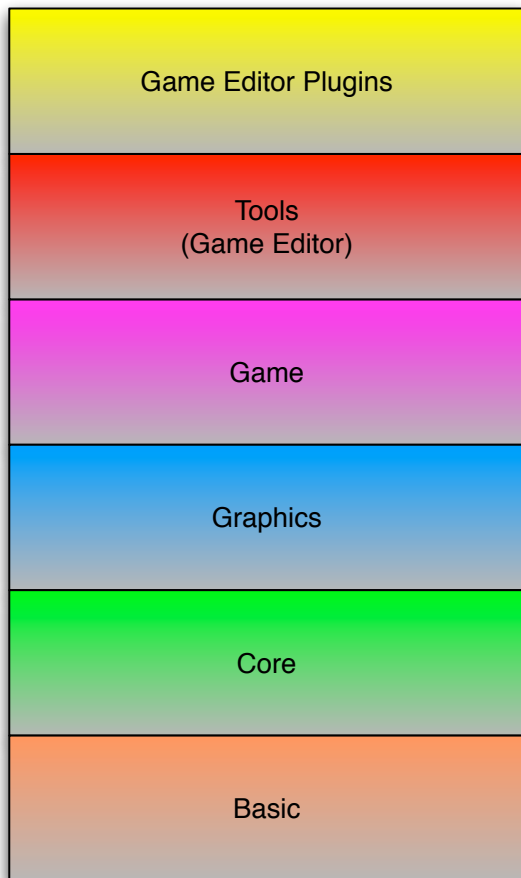 Game Editor Plugins
Tools
(Game Editor)
Game
Graphics
Core
Basic